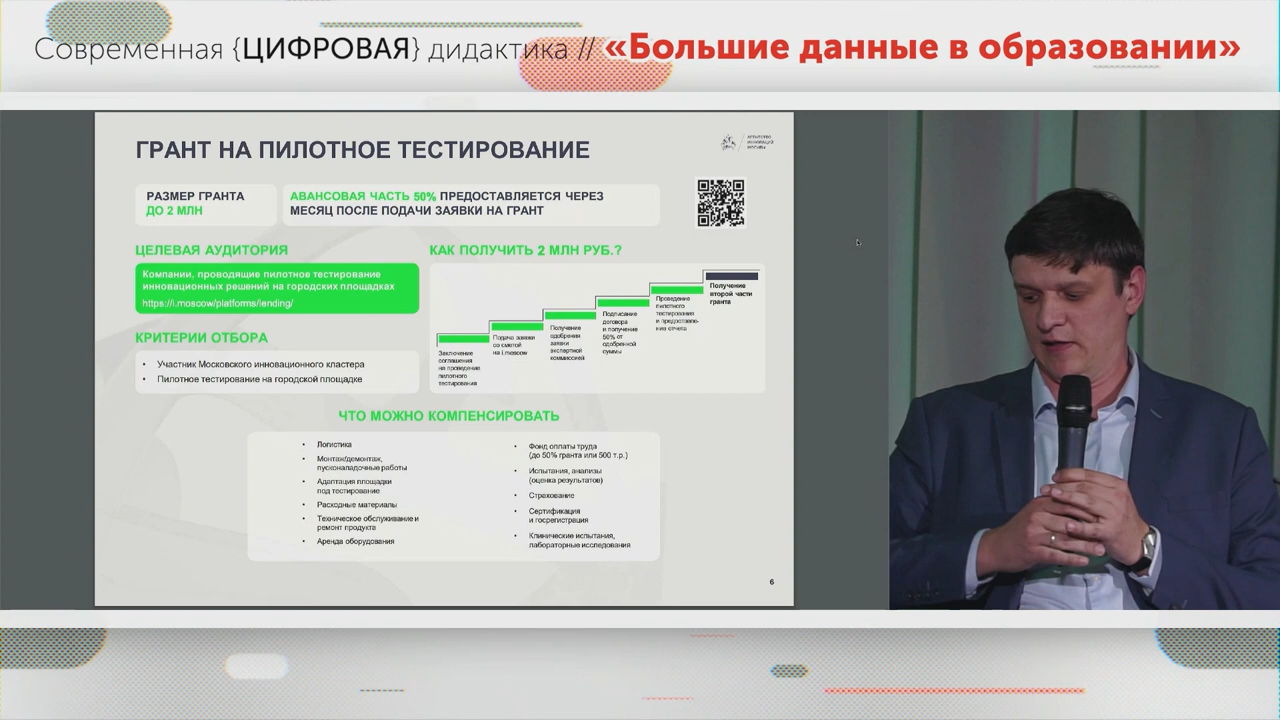 Современная {ЦИФРОВАЯ} дидактика // «Большие данные в образовании»
ГРАНТ НА ПИЛОТНОЕ ТЕСТИРОВАНИЕ
АГЕНТСТВО
ИННОВАЦИЙ
МОСКВЫ
РАЗМЕР ГРАНТА
ДО 2 МЛН
АВАНСОВАЯ ЧАСТЬ 50% ПРЕДОСТАВЛЯЕТСЯ ЧЕРЕЗ
МЕСЯЦ ПОСЛЕ ПОДАЧИ ЗАЯВКИ НА ГРАНТ
ЦЕЛЕВАЯ АУДИТОРИЯ
Компании, проводящие пилотное тестирование
инновационных решений на городских площадках
https://i.moscow/platforms/lending/
КРИТЕРИИ ОТБОРА
• Участник Московского инновационного кластера
• Пилотное тестирование на городской площадке
КАК ПОЛУЧИТЬ 2 МЛН РУБ.?
Заключение
соглашения
на проведение
пилотного
тестирования
Подача заявки
со сметой
на i.moscow
Получение
одобрения
заявки
экспертной
комиссией
Подписание
договора
и получение
50% от
одобренной
суммы
Проведение
пилотного
тестирования
и предоставле-
ние отчета
Получение
второй части
гранта
ЧТО МОЖНО КОМПЕНСИРОВАТЬ
• Логистика
• Монтаж/демонтаж,
пусконаладочные работы
• Адаптация площадки
под тестирование
• Расходные материалы
• Техническое обслуживание и
ремонт продукта
• Аренда оборудования
• Фонд оплаты труда
(до 50% гранта или 500 т.р.)
• Испытания, анализы
(оценка результатов)
• Страхование
• Сертификация
и госрегистрация
• Клинические испытания,
лабораторные исследования
6